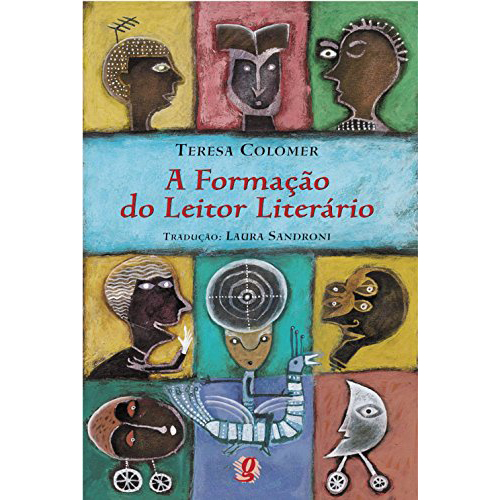 TERESA COLOMER
A Formação
do Leitor Literário
TRADUÇÃO: LAURA SANDRONI
g